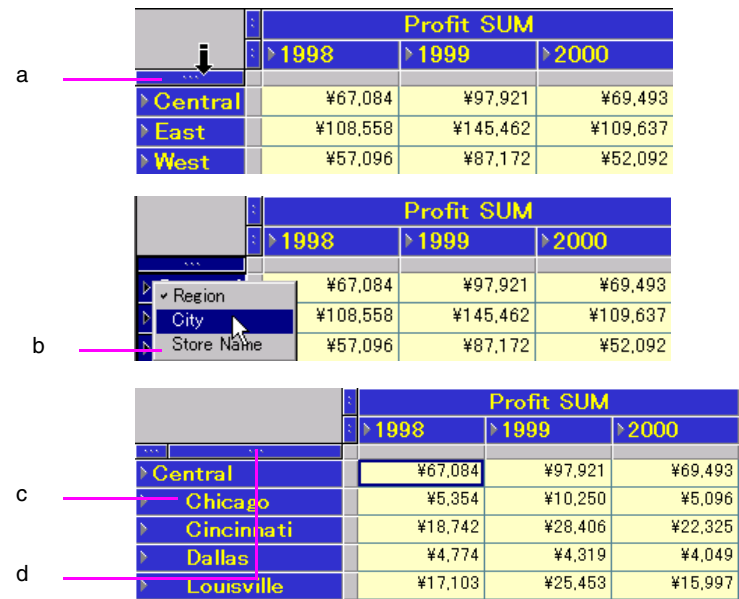 Profit SUM
1998 1999 2000
a
Central ¥67,084 ¥97,921 ¥69,493
East ¥108,558 ¥145,462 ¥109,637
West ¥57,096 ¥87,172 ¥52,092
Profit SUM
1998 1999 2000
¥67,084 ¥97,921 ¥69,493
Region
City ¥108,558 ¥145,462 ¥109,637
b Store Name ¥57,096 ¥87,172 ¥52,092
Profit SUM
1998 1999 2000
Central ¥67,084 ¥97,921 ¥69,493
c Chicago ¥5,354 ¥10,250 ¥5,096
Cincinnati ¥18,742 ¥28,406 ¥22,325
Dallas ¥4,774 ¥4,319 ¥4,049
d
Louisville ¥17,103 ¥25,453 ¥15,997